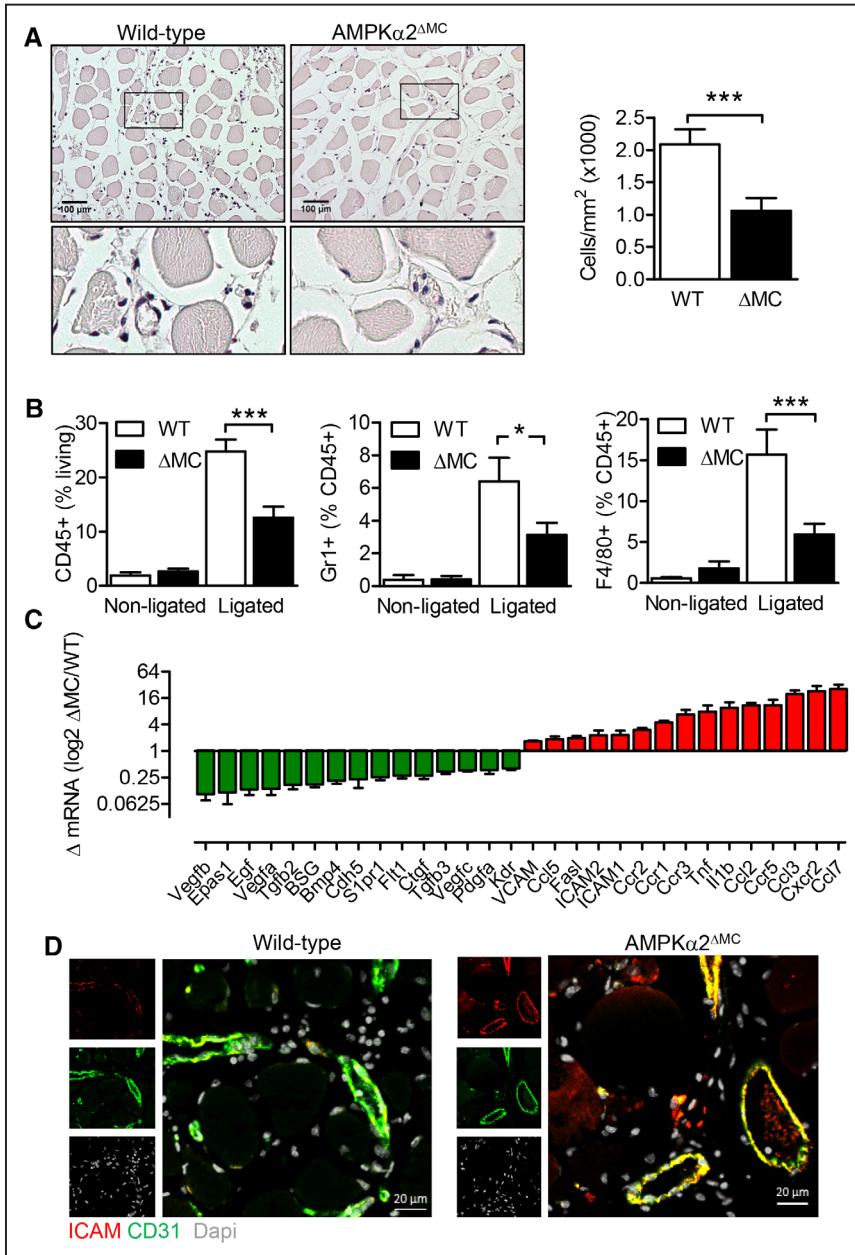 A
Wild-type
AMPKα2ΔMC
100 µm
100 µm
***
2.5
2.0
1.5
1.0
0.5
0.0
Cells/mm² (x1000)
WT ΔMC
B
30
20
10
0
CD45+ (% living)
WT
ΔMC
***
Non-ligated Ligated
10
8
6
4
2
0
Gr1+ (% CD45+)
WT
ΔMC
*
Non-ligated Ligated
20
15
10
5
0
F4/80+ (% CD45+)
WT
ΔMC
***
Non-ligated Ligated
C
64
16
4
1
0.25
0.0625
Δ mRNA (log2 ΔMC/WT)
Vegfb
Epas1
Egf
Vegfa
Tgfb2
BSG
Bmp4
Cdh5
S1pr1
Flt1
Ctgf
Tgfb3
Vegfc
Pdgfa
Kdr
VCAM
Ccl5
Fasl
ICAM2
ICAM1
Ccr2
Ccr1
Ccr3
Tnf
Il1b
Ccl2
Ccr5
Ccl3
Cxcr2
Ccl7
D
Wild-type
AMPKα2ΔMC
20 µm
20 µm
ICAM CD31 Dapi